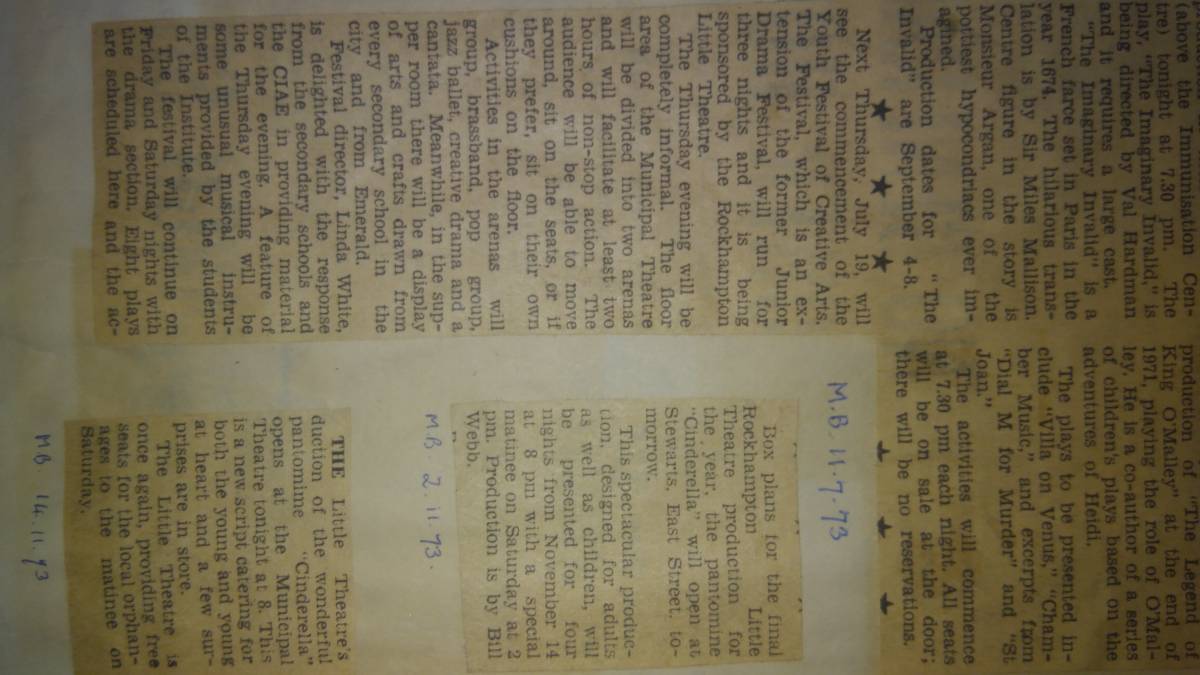 (above the Immunisation Cen-
tre) tonight at 7.30 pm. The
play, "The Imaginary Invalid," is
being directed by Val Hardman
and it requires a large cast.
"The Imaginary Invalid" is a
French farce set in Paris in the
year 1674. The hilarious trans-
lation is by Sir Miles Mallison.
Centre figure in the story is
Monsieur Argan, one of the
pottiest hypocondriacs ever im-
agined.
Production dates for "The
Invalid" are September 4-8.
Next Thursday, July 19, will
see the commencement of the
Youth Festival of Creative Arts.
The Festival, which is an ex-
tension of the former Junior
Drama Festival, will run for
three nights and it is being
sponsored by the Rockhampton
Little Theatre.
The Thursday evening will be
completely informal. The floor
area of the Municipal Theatre
will be divided into two arenas
and will facilitate at least two
hours of non-stop action. The
audience will be able to move
around, sit on the seats, or if
they prefer, sit on their own
cushions on the floor.
Activities in the arenas will
group, brassband, pop group,
jazz ballet, creative drama and a
cantata. Meanwhile, in the sup-
per room there will be a display
of arts and crafts drawn from
every secondary school in the
city and from Emerald.
Festival director, Linda White,
is delighted with the response
from the secondary schools and
the CIAE in providing material
for the evening. A feature of
the Thursday evening will be
some unusual musical instru-
ments provided by the students
of the Institute.
The festival will continue on
Friday and Saturday nights with
the drama section. Eight plays
are scheduled here and the ac-
production of "The Legend of
King O'Malley" at the end of
1971, playing the role of O'Mal-
ley. He is a co-author of a series
of children's plays based on the
adventures of Heidi.
The plays to be presented in-
clude "Villa on Venus," "Cham-
ber Music," and excerpts from
"Dial M for Murder" and "St
Joan."
The activities will commence
at 7.30 pm each night. All seats
will be on sale at the door;
there will be no reservations.
M.B. 11.7.73
Box plans for the final
Rockhampton Little
Theatre production for
the year, the pantomine
"Cinderella" will open at
Stewarts, East Street, to-
morrow.
This spectacular produc-
tion, designed for adults
as well as children, will
be presented for four
nights from November 14
at 8 pm with a special
matinee on Saturday at 2
pm. Production is by Bill
Webb.
M.B 2.11.73.
THE Little Theatre's
duction of the wonderful
pantomime "Cinderella"
opens at the Municipal
Theatre tonight at 8. This
is a new script catering for
both the young and young
at heart and a few sur-
prises are in store.
The Little Theatre is
once again, providing free
seats for the local orphan-
ages to the matinee on
Saturday.
M.B 14.11.73